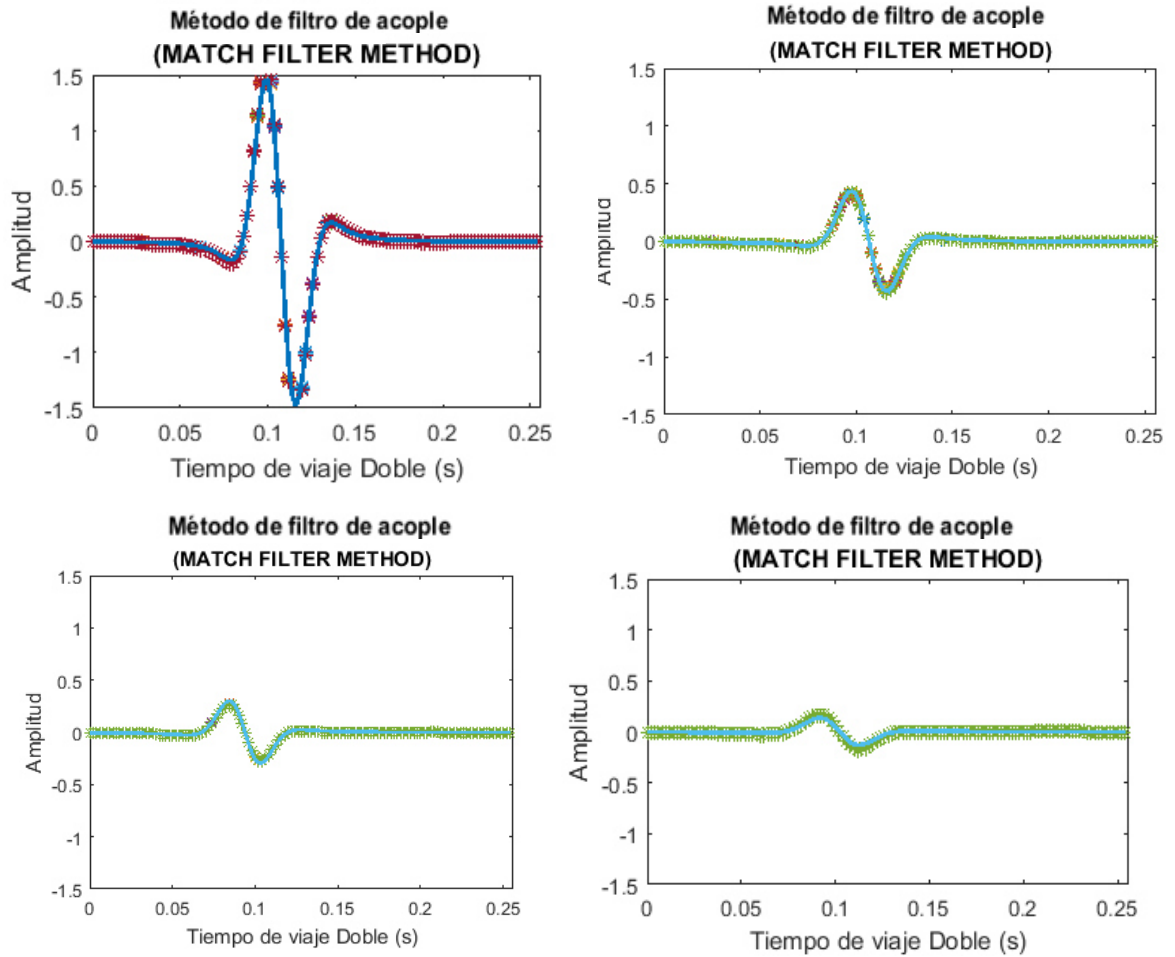 Método de filtro de acople
(MATCH FILTER METHOD)
1.5
1
0.5
0
-0.5
-1
-1.5
Amplitud
0 0.05 0.1 0.15 0.2 0.25
Tiempo de viaje Doble (s)
Método de filtro de acople
(MATCH FILTER METHOD)
1.5
1
0.5
0
-0.5
-1
-1.5
Amplitud
0 0.05 0.1 0.15 0.2 0.25
Tiempo de viaje Doble (s)
Método de filtro de acople
(MATCH FILTER METHOD)
1.5
1
0.5
0
-0.5
-1
-1.5
Amplitud
0 0.05 0.1 0.15 0.2 0.25
Tiempo de viaje Doble (s)
Método de filtro de acople
(MATCH FILTER METHOD)
1.5
1
0.5
0
-0.5
-1
-1.5
Amplitud
0 0.05 0.1 0.15 0.2 0.25
Tiempo de viaje Doble (s)